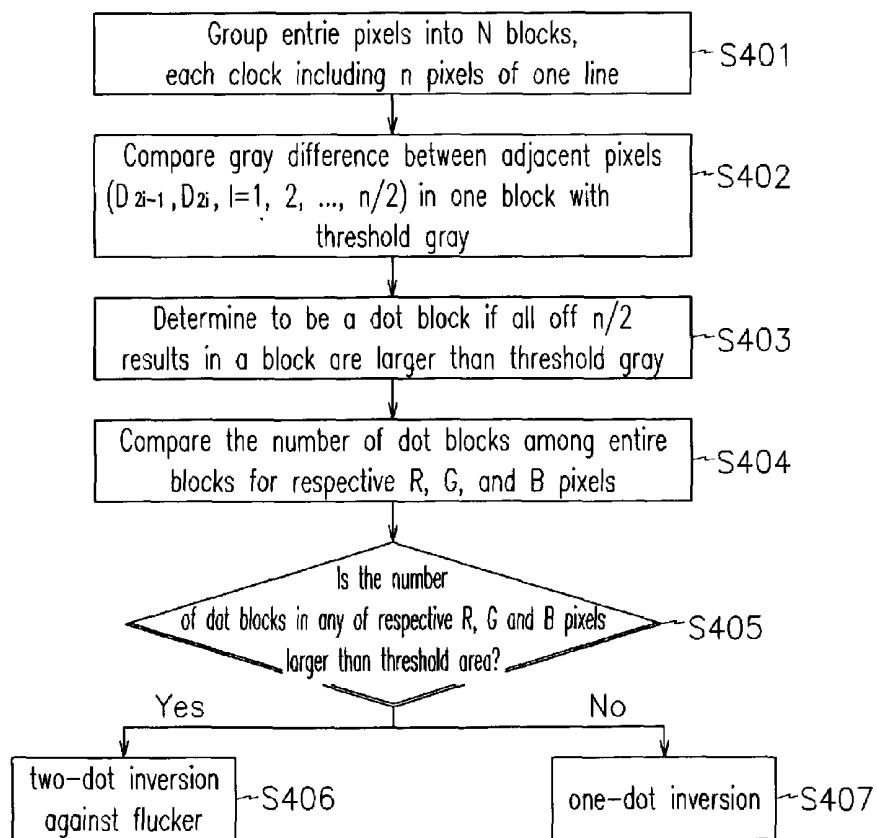 Group entrie pixels into N blocks,
each clock including n pixels of one line
S401
Compare gray difference between adjacent pixels
(D 2i-1, D2i, I=1, 2, ..., n/2) in one block with
threshold gray
S402
Determine to be a dot block if all off n/2
results in a block are larger than threshold gray
S403
Compare the number of dot blocks among entire
blocks for respective R, G, and B pixels
S404
Is the number
of dot blocks in any of respective R, G and B pixels
larger than threshold area?
S405
Yes
No
two-dot inversion
against flucker
S406
one-dot inversion
S407